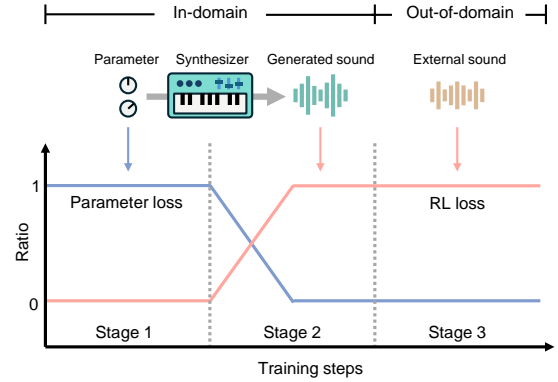 In-domain
Out-of-domain
Parameter
Synthesizer
Generated sound
External sound
1
Parameter loss
RL loss
Ratio
0
Stage 1
Stage 2
Stage 3
Training steps